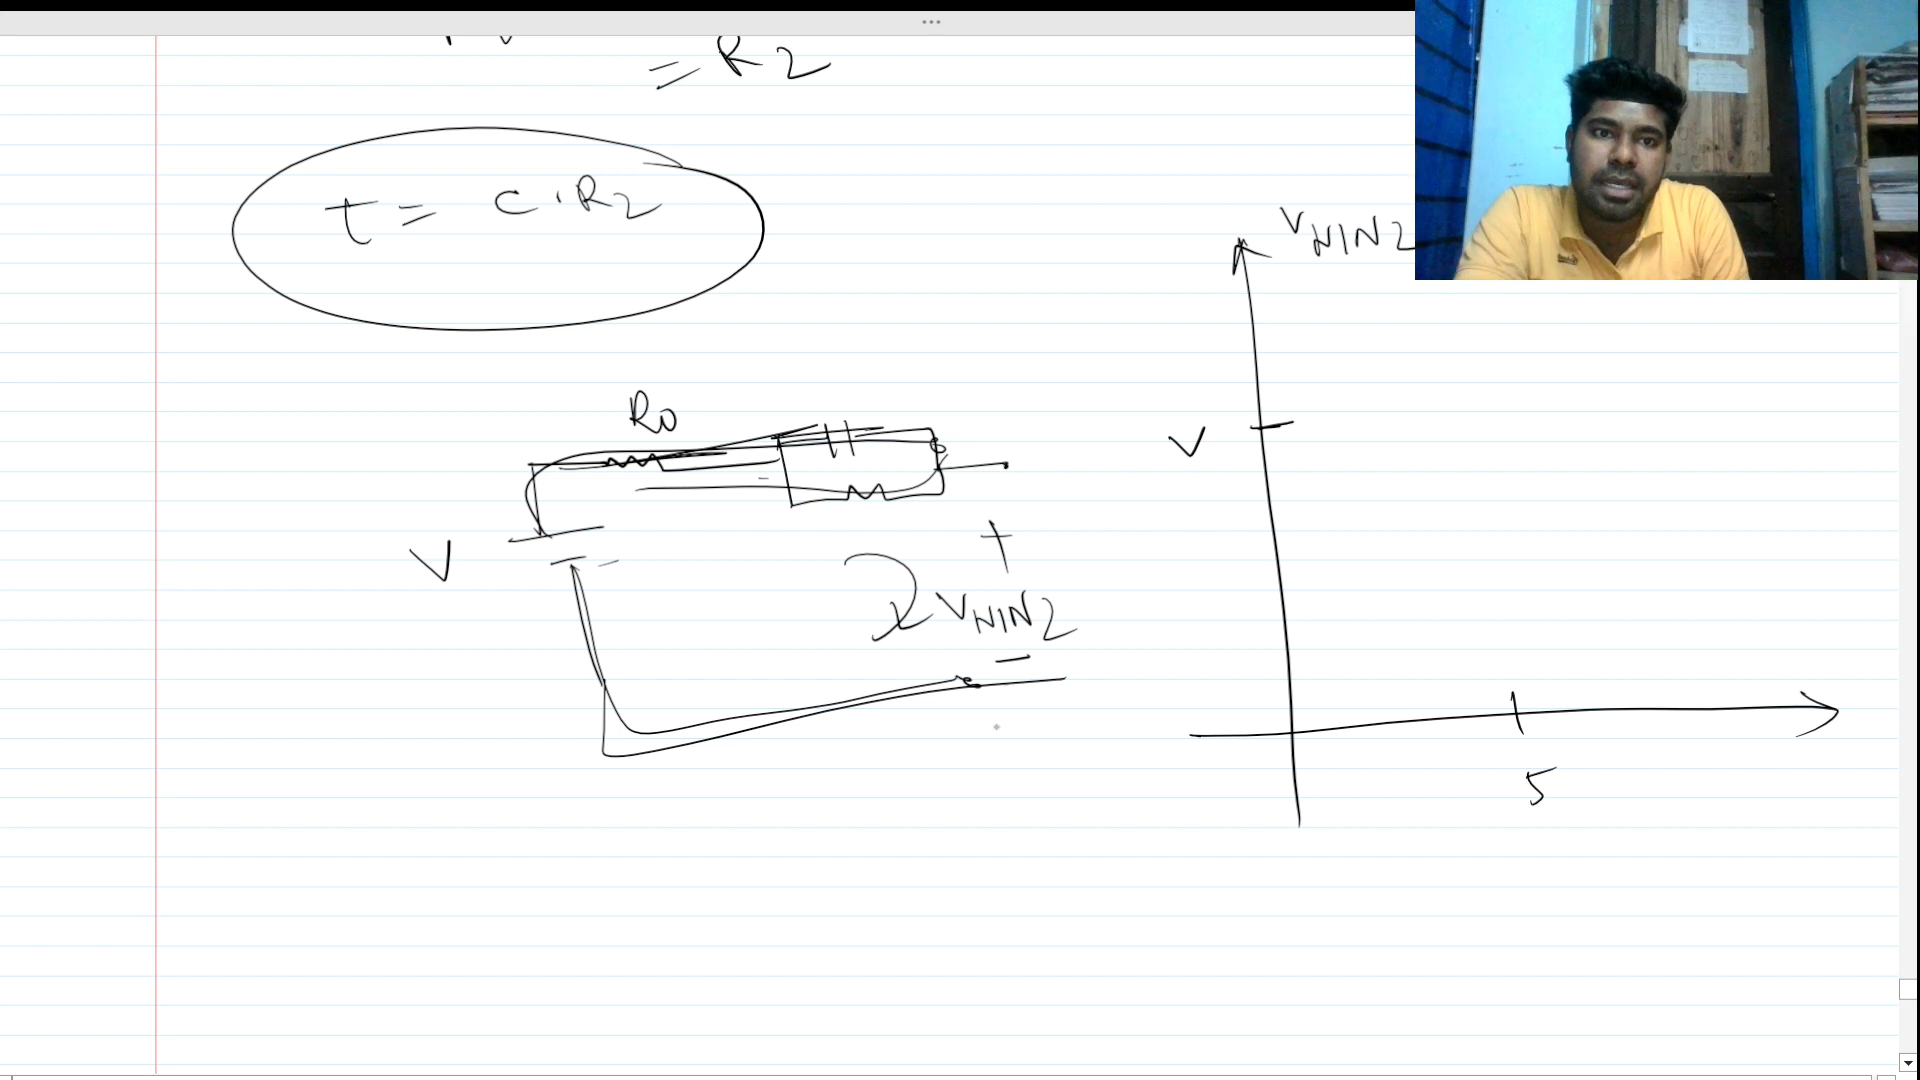 = R2
t = C.R2
VNIN2
R0
V
V
+
VNIN2
-
5